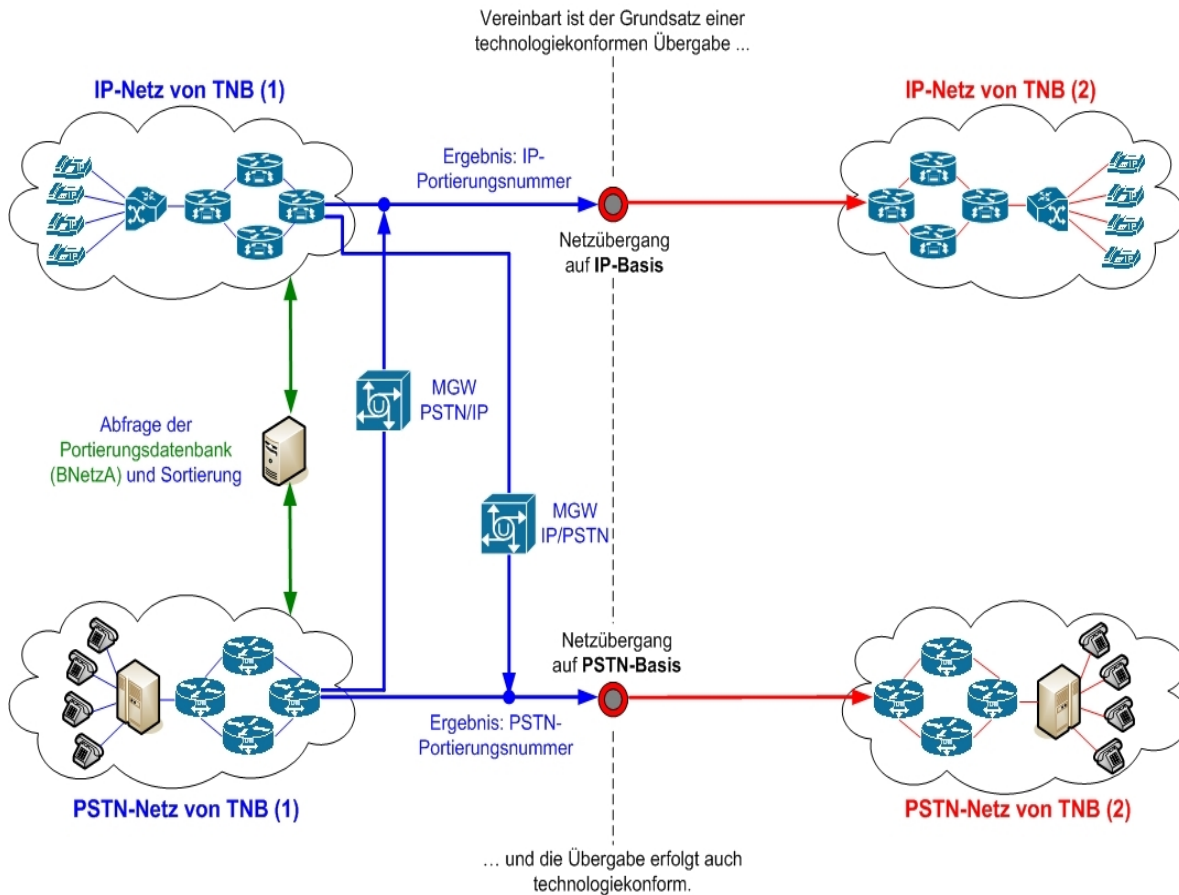 Vereinbart ist der Grundsatz einer
technologiekonformen Übergabe ...
IP-Netz von TNB (1)
IP-Netz von TNB (2)
Ergebnis: IP-
Portierungsnummer
Netzübergang
auf IP-Basis
MGW
PSTN/IP
Abfrage der
Portierungsdatenbank
(BNetzA) und Sortierung
MGW
IP/PSTN
Netzübergang
auf PSTN-Basis
Ergebnis: PSTN-
Portierungsnummer
PSTN-Netz von TNB (1)
PSTN-Netz von TNB (2)
... und die Übergabe erfolgt auch
technologiekonform.